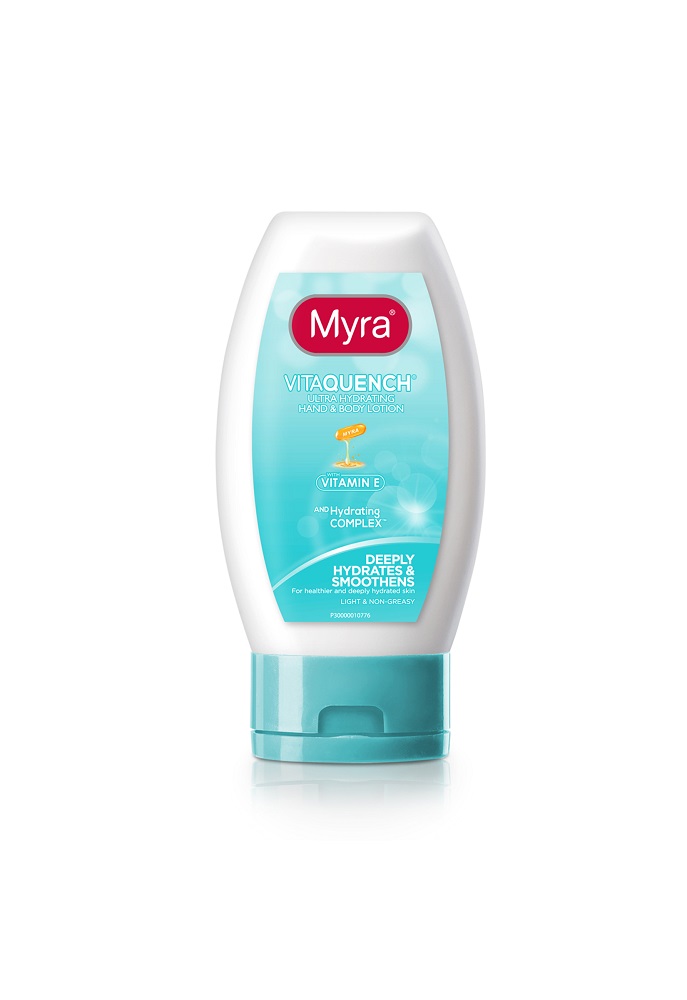 Myra®
VITAQUENCH®
ULTRA HYDRATING
HAND & BODY LOTION
MYRA
WITH
VITAMIN E
AND Hydrating
COMPLEX™
DEEPLY
HYDRATES &
SMOOTHENS
For healthier and deeply hydrated skin
LIGHT & NON-GREASY
P30000010776